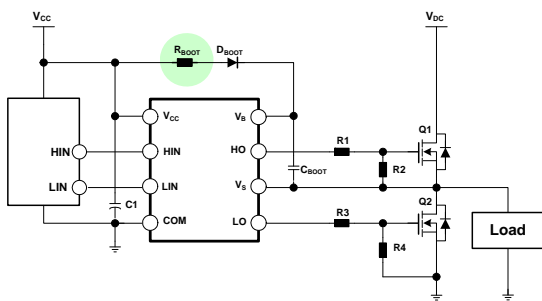 VCC
VDC
RBOOT
DBOOT
Q1
VCC
VB
HIN
HIN
HO
R1
R2
CBOOT
LIN
LIN
VS
C1
Q2
COM
LO
R3
R4
Load